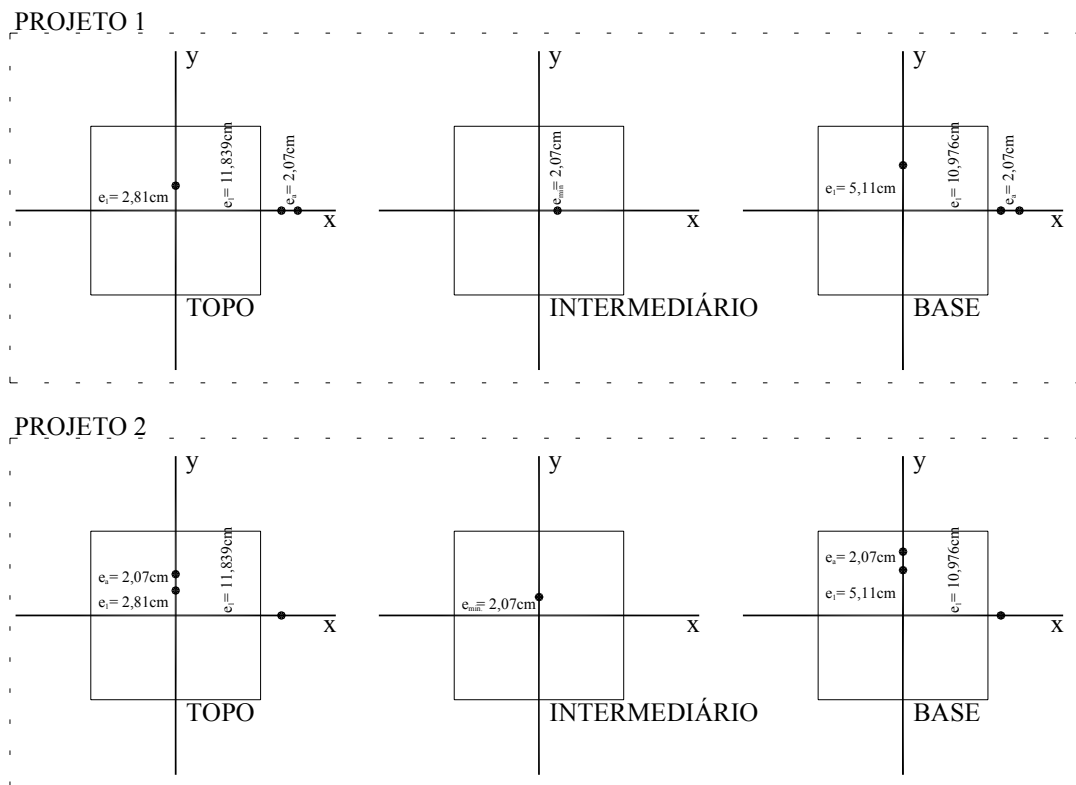 PROJETO 1
y
e₁= 2,81cm
e₁= 11,839cm
eₐ= 2,07cm
x
TOPO
eₘᵢₙ= 2,07cm
x
INTERMEDIÁRIO
y
e₁= 5,11cm
e₁= 10,976cm
eₐ= 2,07cm
x
BASE
PROJETO 2
y
eₐ= 2,07cm
e₁= 2,81cm
e₁= 11,839cm
x
TOPO
eₘᵢₙ.= 2,07cm
x
INTERMEDIÁRIO
y
eₐ= 2,07cm
e₁= 5,11cm
e₁= 10,976cm
x
BASE